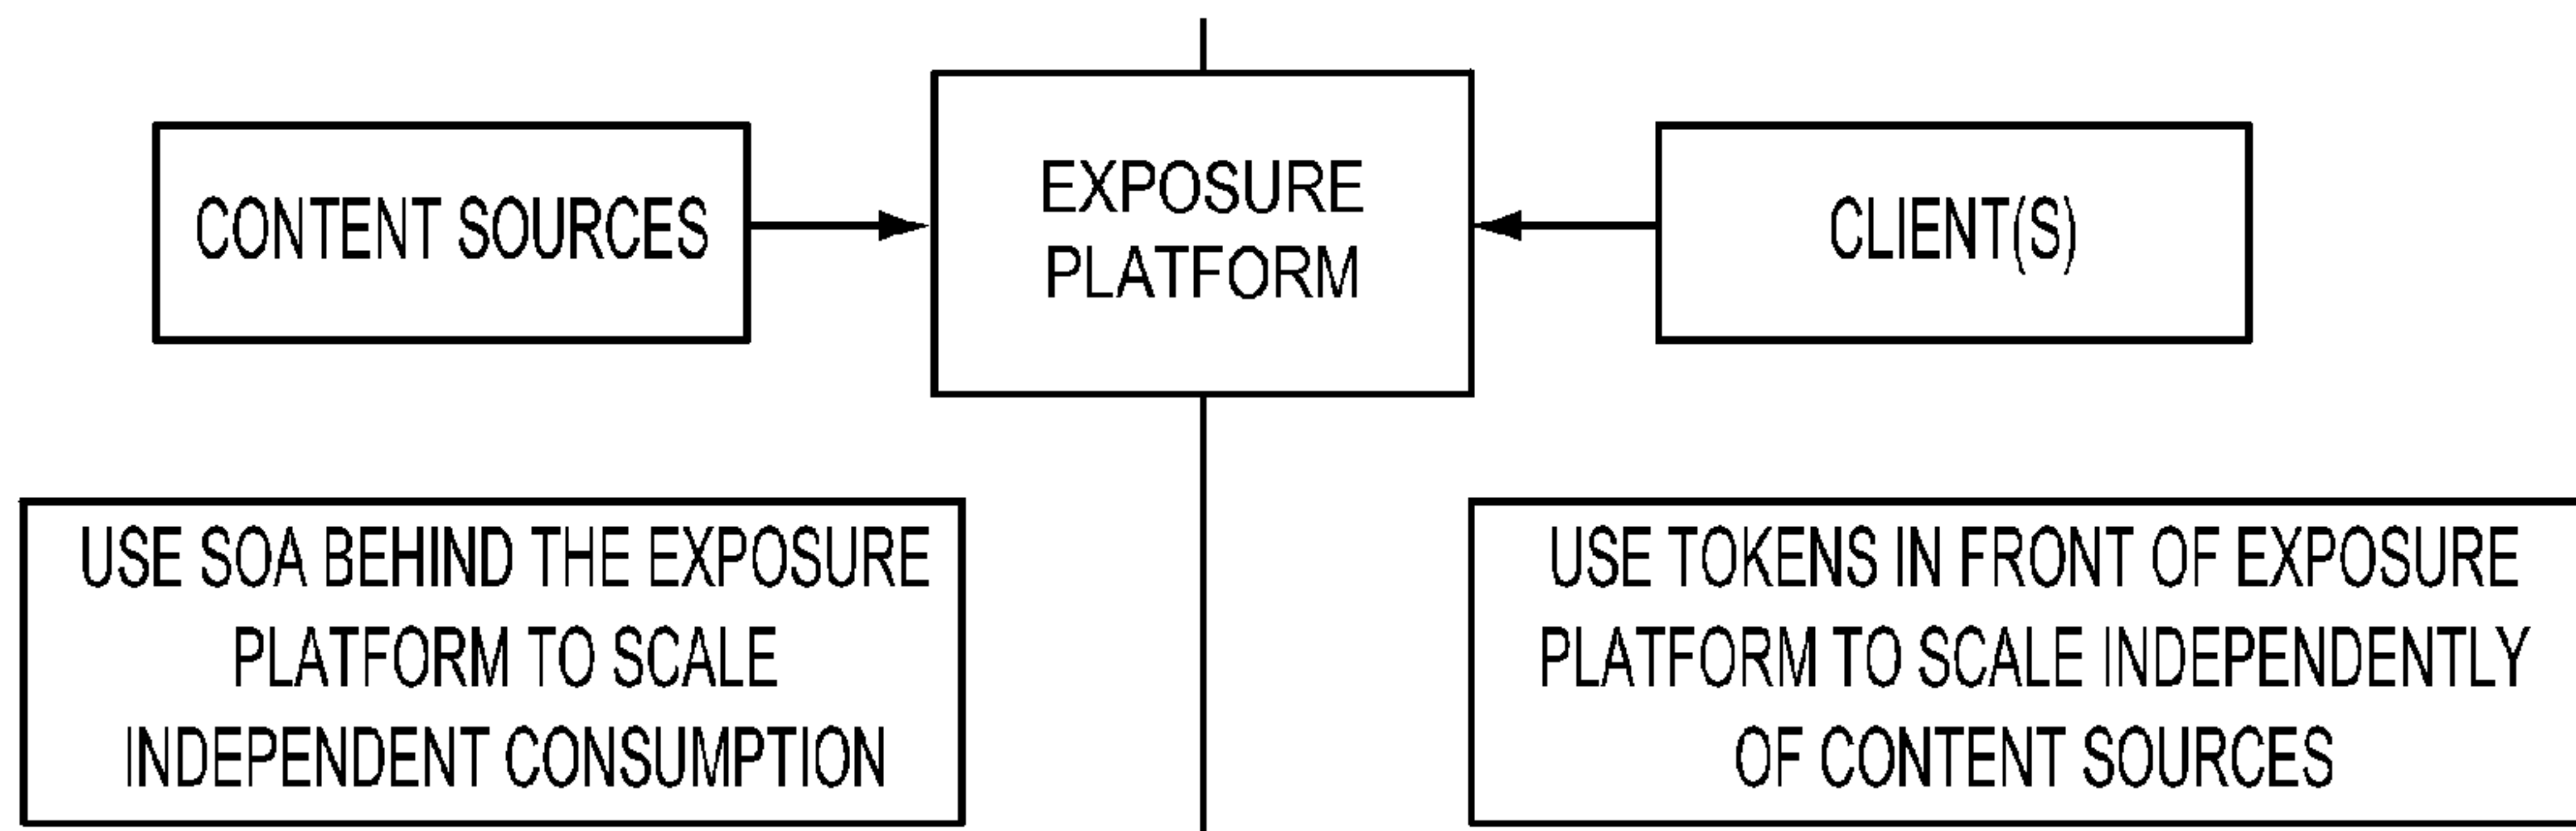 CONTENT SOURCES
EXPOSURE
PLATFORM
CLIENT(S)
USE SOA BEHIND THE EXPOSURE
PLATFORM TO SCALE
INDEPENDENT CONSUMPTION
USE TOKENS IN FRONT OF EXPOSURE
PLATFORM TO SCALE INDEPENDENTLY
OF CONTENT SOURCES